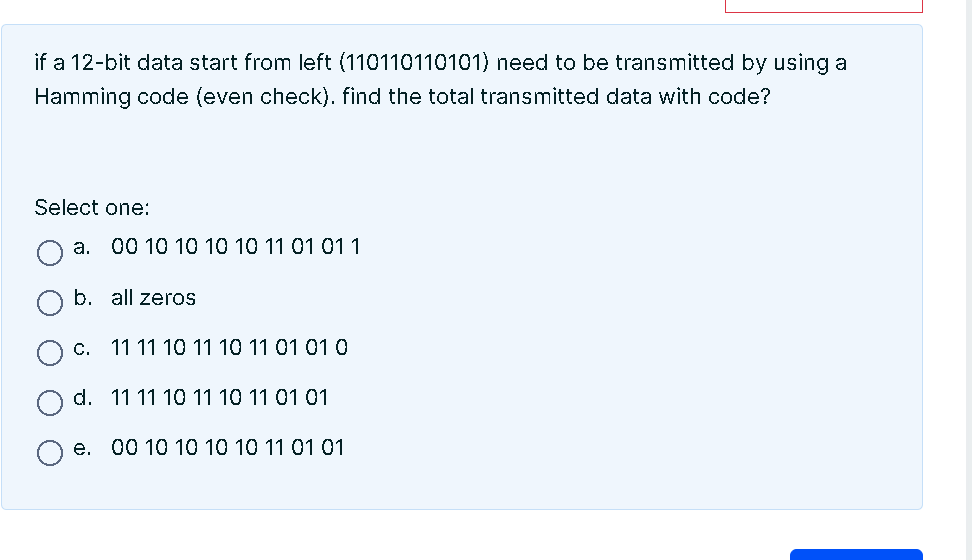 if a 12-bit data start from left (110110110101) need to be transmitted by using a
Hamming code (even check). find the total transmitted data with code?
Select one:
a. 00 10 10 10 10 11 01 01 1
b. all zeros
c. 11 11 10 11 10 11 01 01 0
d. 11 11 10 11 10 11 01 01
e. 00 10 10 10 10 11 01 01